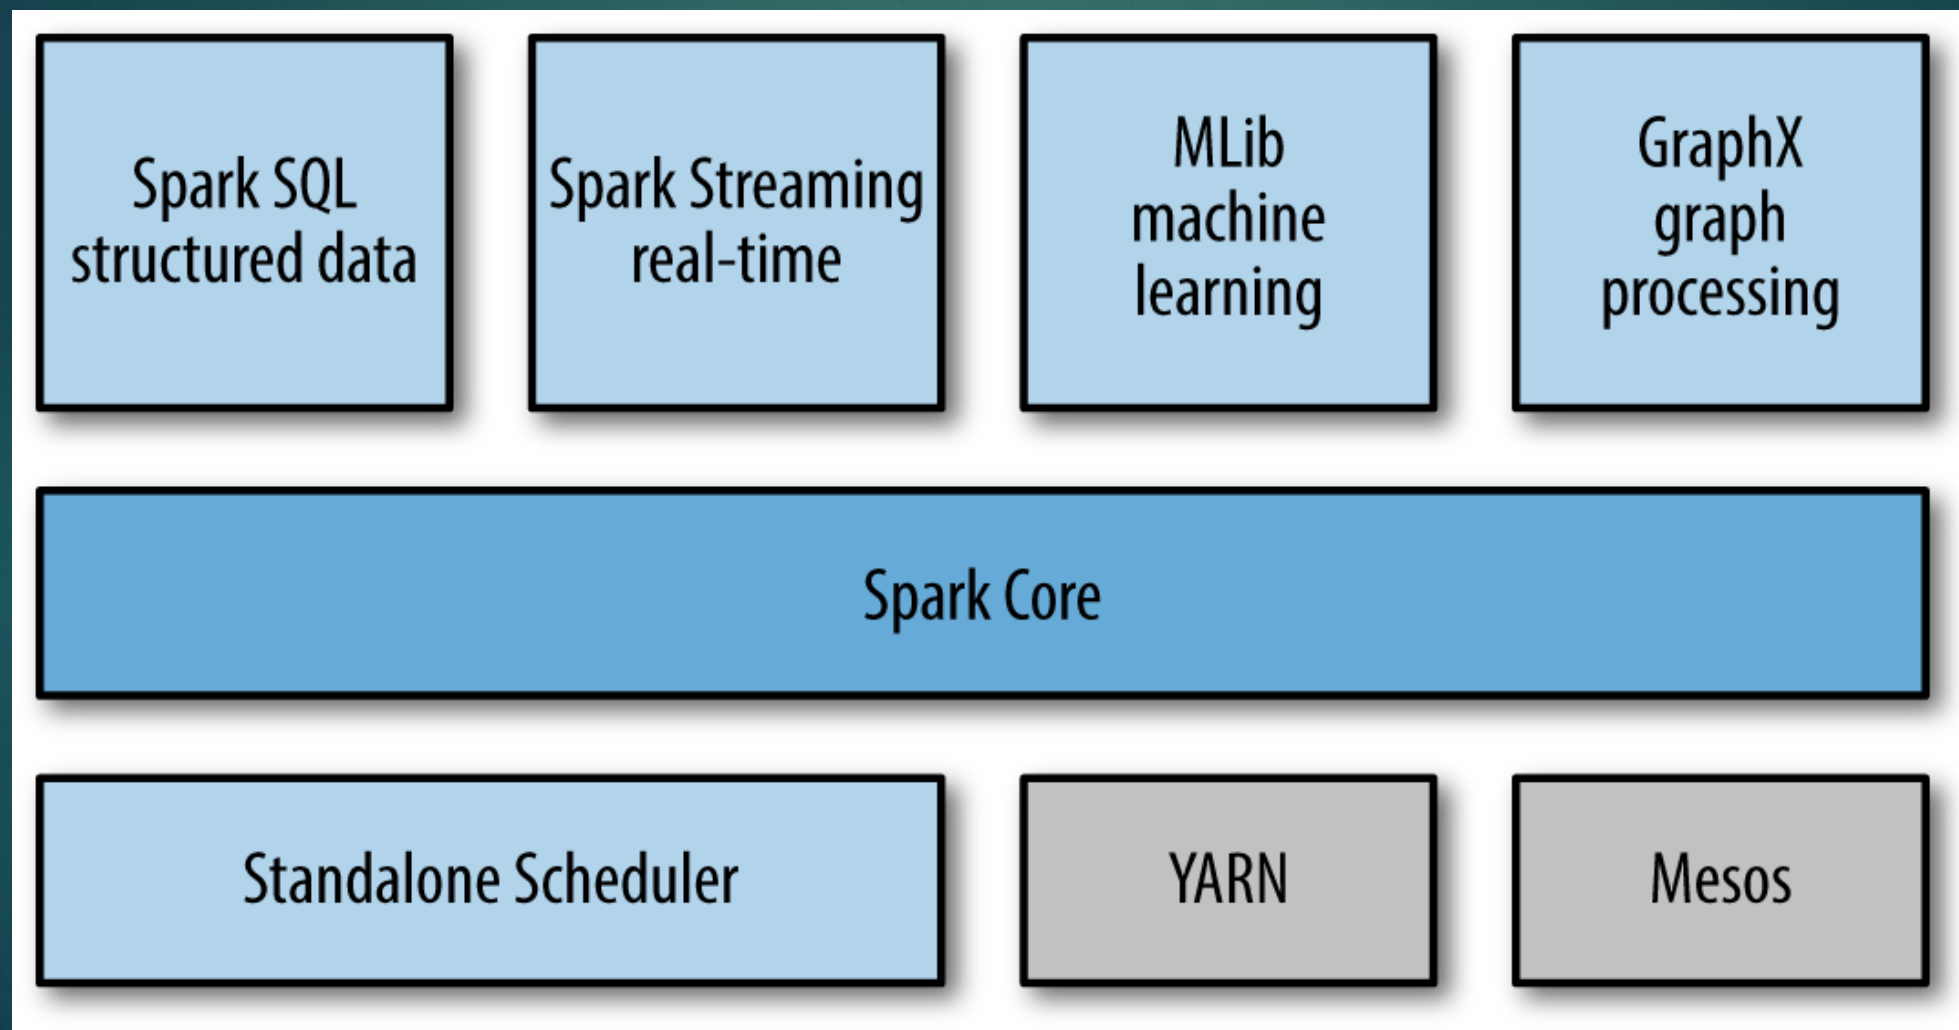 Spark SQL
structured data
Spark Streaming
real-time
MLib
machine
learning
GraphX
graph
processing
Spark Core
Standalone Scheduler
YARN
Mesos